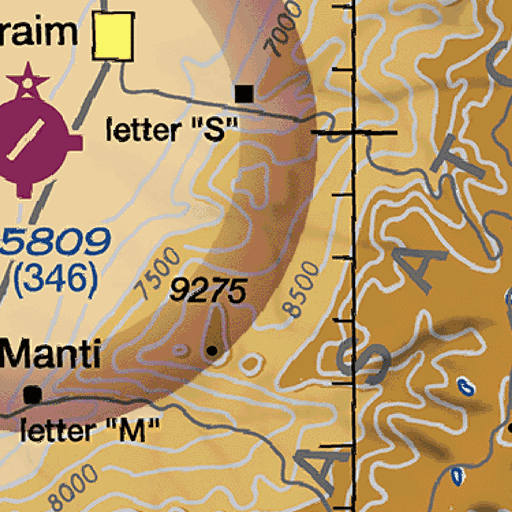 raim
7000
letter "S"
5809
(346)
7500
9275
8500
Manti
letter "M"
8000
W A S A T C